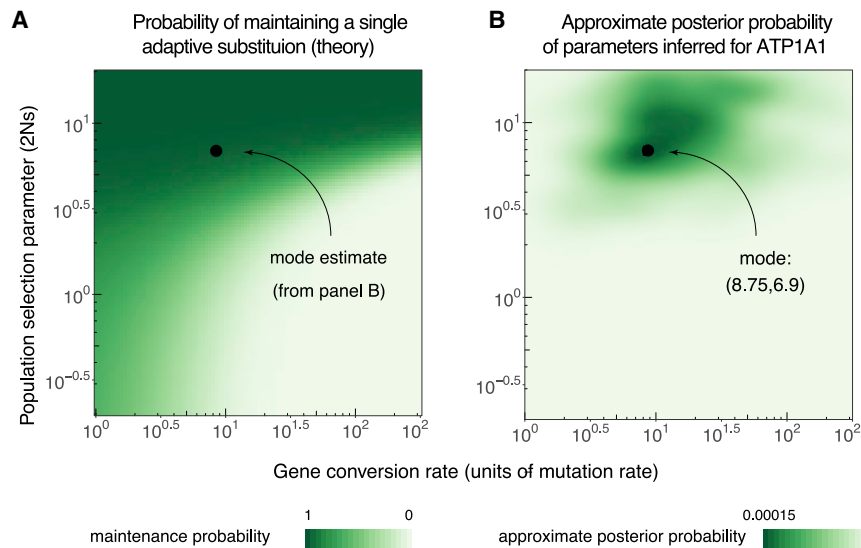 A
Probability of maintaining a single
adaptive substituion (theory)
B
Approximate posterior probability
of parameters inferred for ATP1A1
Population selection parameter (2Ns)
10^1
10^0.5
10^0
10^−0.5
mode estimate
(from panel B)
10^0 10^0.5 10^1 10^1.5 10^2 10^2
10^1
10^0.5
10^0
10^−0.5
mode:
(8.75,6.9)
10^0 10^0.5 10^1 10^1.5 10^2 10^2
Gene conversion rate (units of mutation rate)
maintenance probability
1 0
approximate posterior probability
0.00015